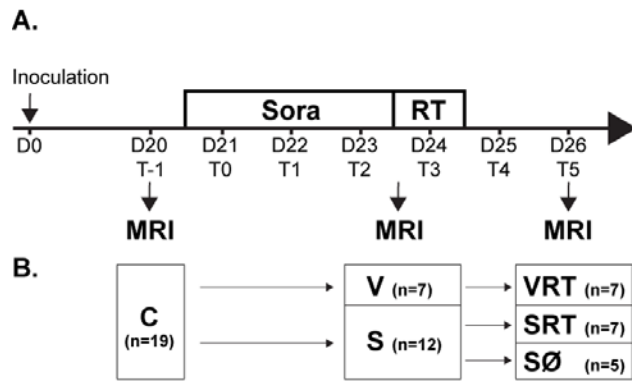 A.
Inoculation
Sora RT
D0 D20 D21 D22 D23 D24 D25 D26
T-1 T0 T1 T2 T3 T4 T5
MRI MRI MRI
B.
C
(n=19)
V (n=7)
S (n=12)
VRT (n=7)
SRT (n=7)
SØ (n=5)